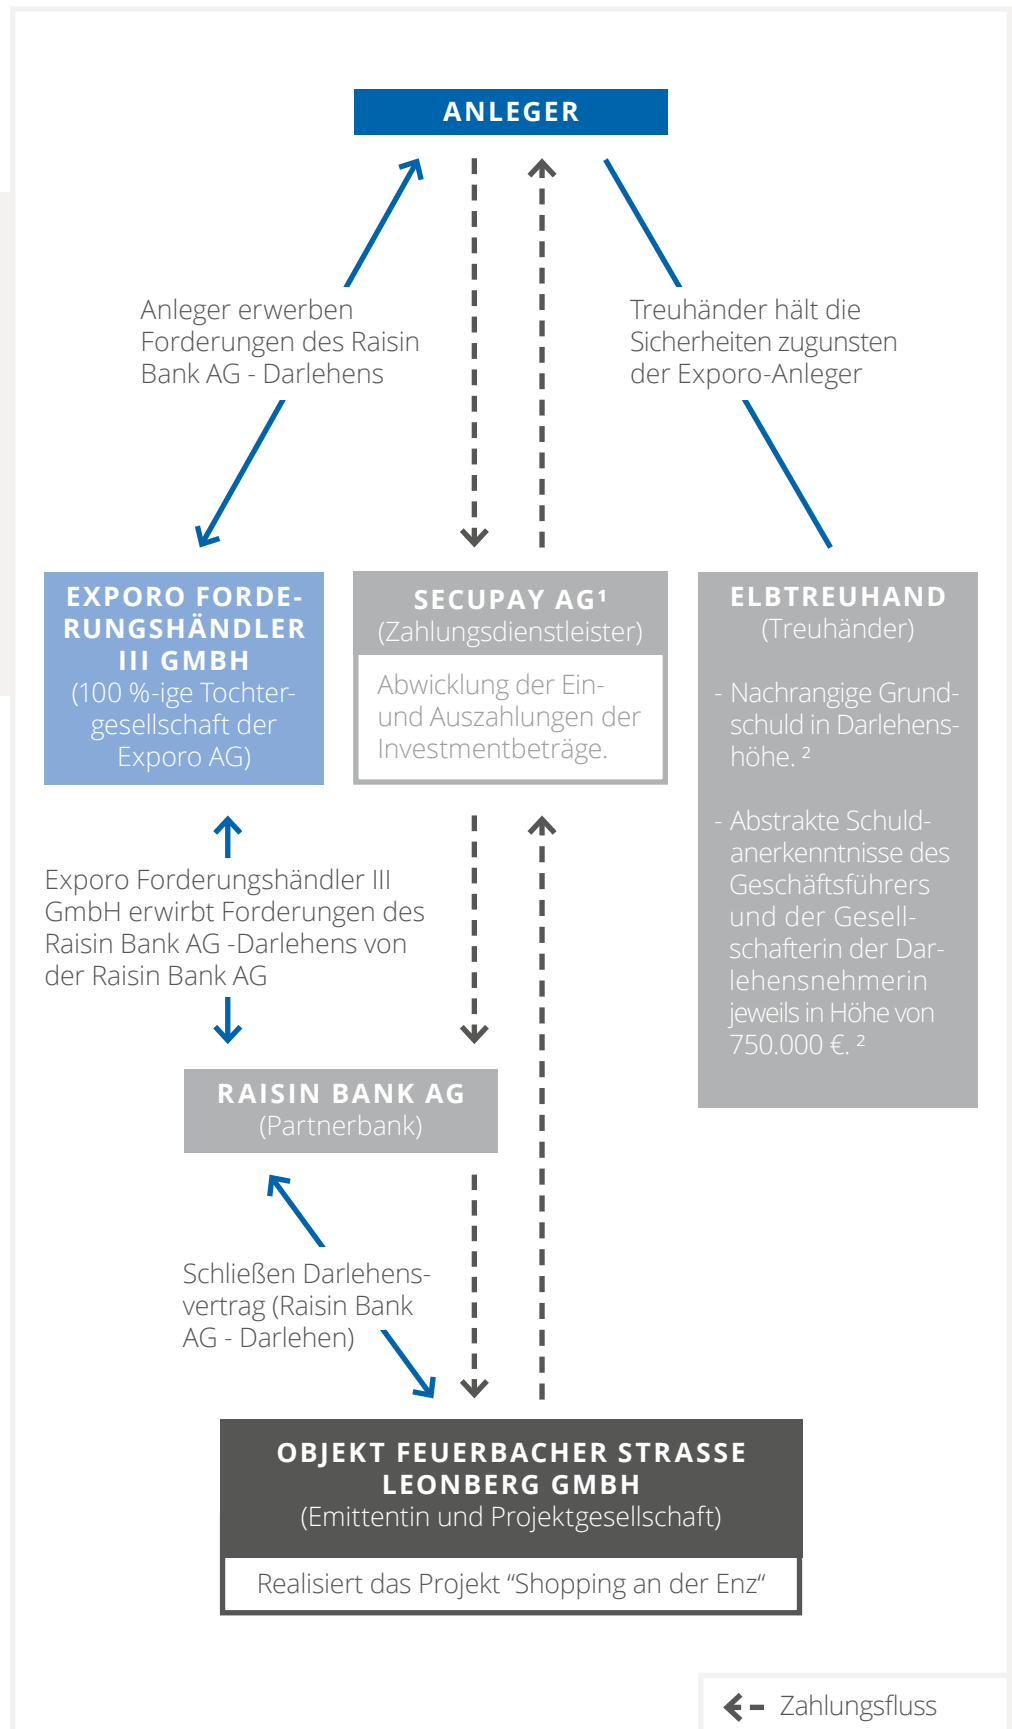 ANLEGER
Anleger erwerben
Forderungen des Raisin
Bank AG - Darlehens
Treuhänder hält die
Sicherheiten zugunsten
der Exporo-Anleger
EXPORO FORDE-
RUNGSHÄNDLER
III GMBH
(100 %-ige Tochter-
gesellschaft der
Exporo AG)
SECUPAY AG¹
(Zahlungsdienstleister)
Abwicklung der Ein-
und Auszahlungen der
Investmentbeträge.
ELBTREUHAND
(Treuhänder)
- Nachrangige Grund-
schuld in Darlehens-
höhe. ²
- Abstrakte Schuld-
anerkenntnisse des
Geschäftsführers
und der Gesell-
schafterin der Dar-
lehensnehmerin
jeweils in Höhe von
750.000 €. ²
Exporo Forderungshändler III
GmbH erwirbt Forderungen des
Raisin Bank AG -Darlehens von
der Raisin Bank AG
RAISIN BANK AG
(Partnerbank)
Schließen Darlehens-
vertrag (Raisin Bank
AG - Darlehen)
OBJEKT FEUERBACHER STRASSE
LEONBERG GMBH
(Emittentin und Projektgesellschaft)
Realisiert das Projekt “Shopping an der Enz“
Zahlungsfluss